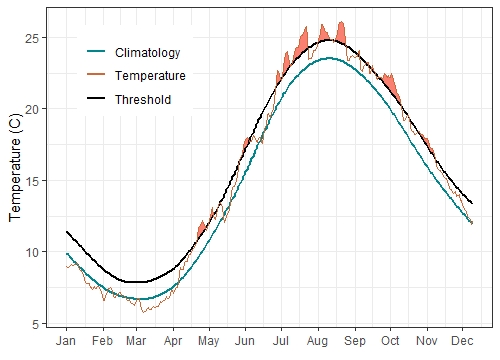 Climatology
Temperature
Threshold
Temperature (C)
25
20
15
10
5
Jan Feb Mar Apr May Jun Jul Aug Sep Oct Nov Dec